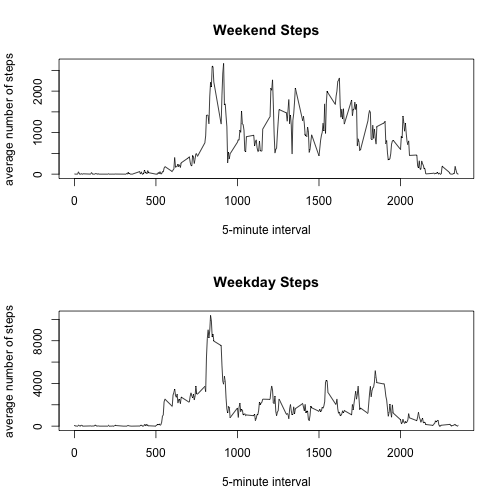 Weekend Steps
average number of steps
0 1000 2000
0 500 1000 1500 2000
5-minute interval
Weekday Steps
average number of steps
0 4000 8000
0 500 1000 1500 2000
5-minute interval